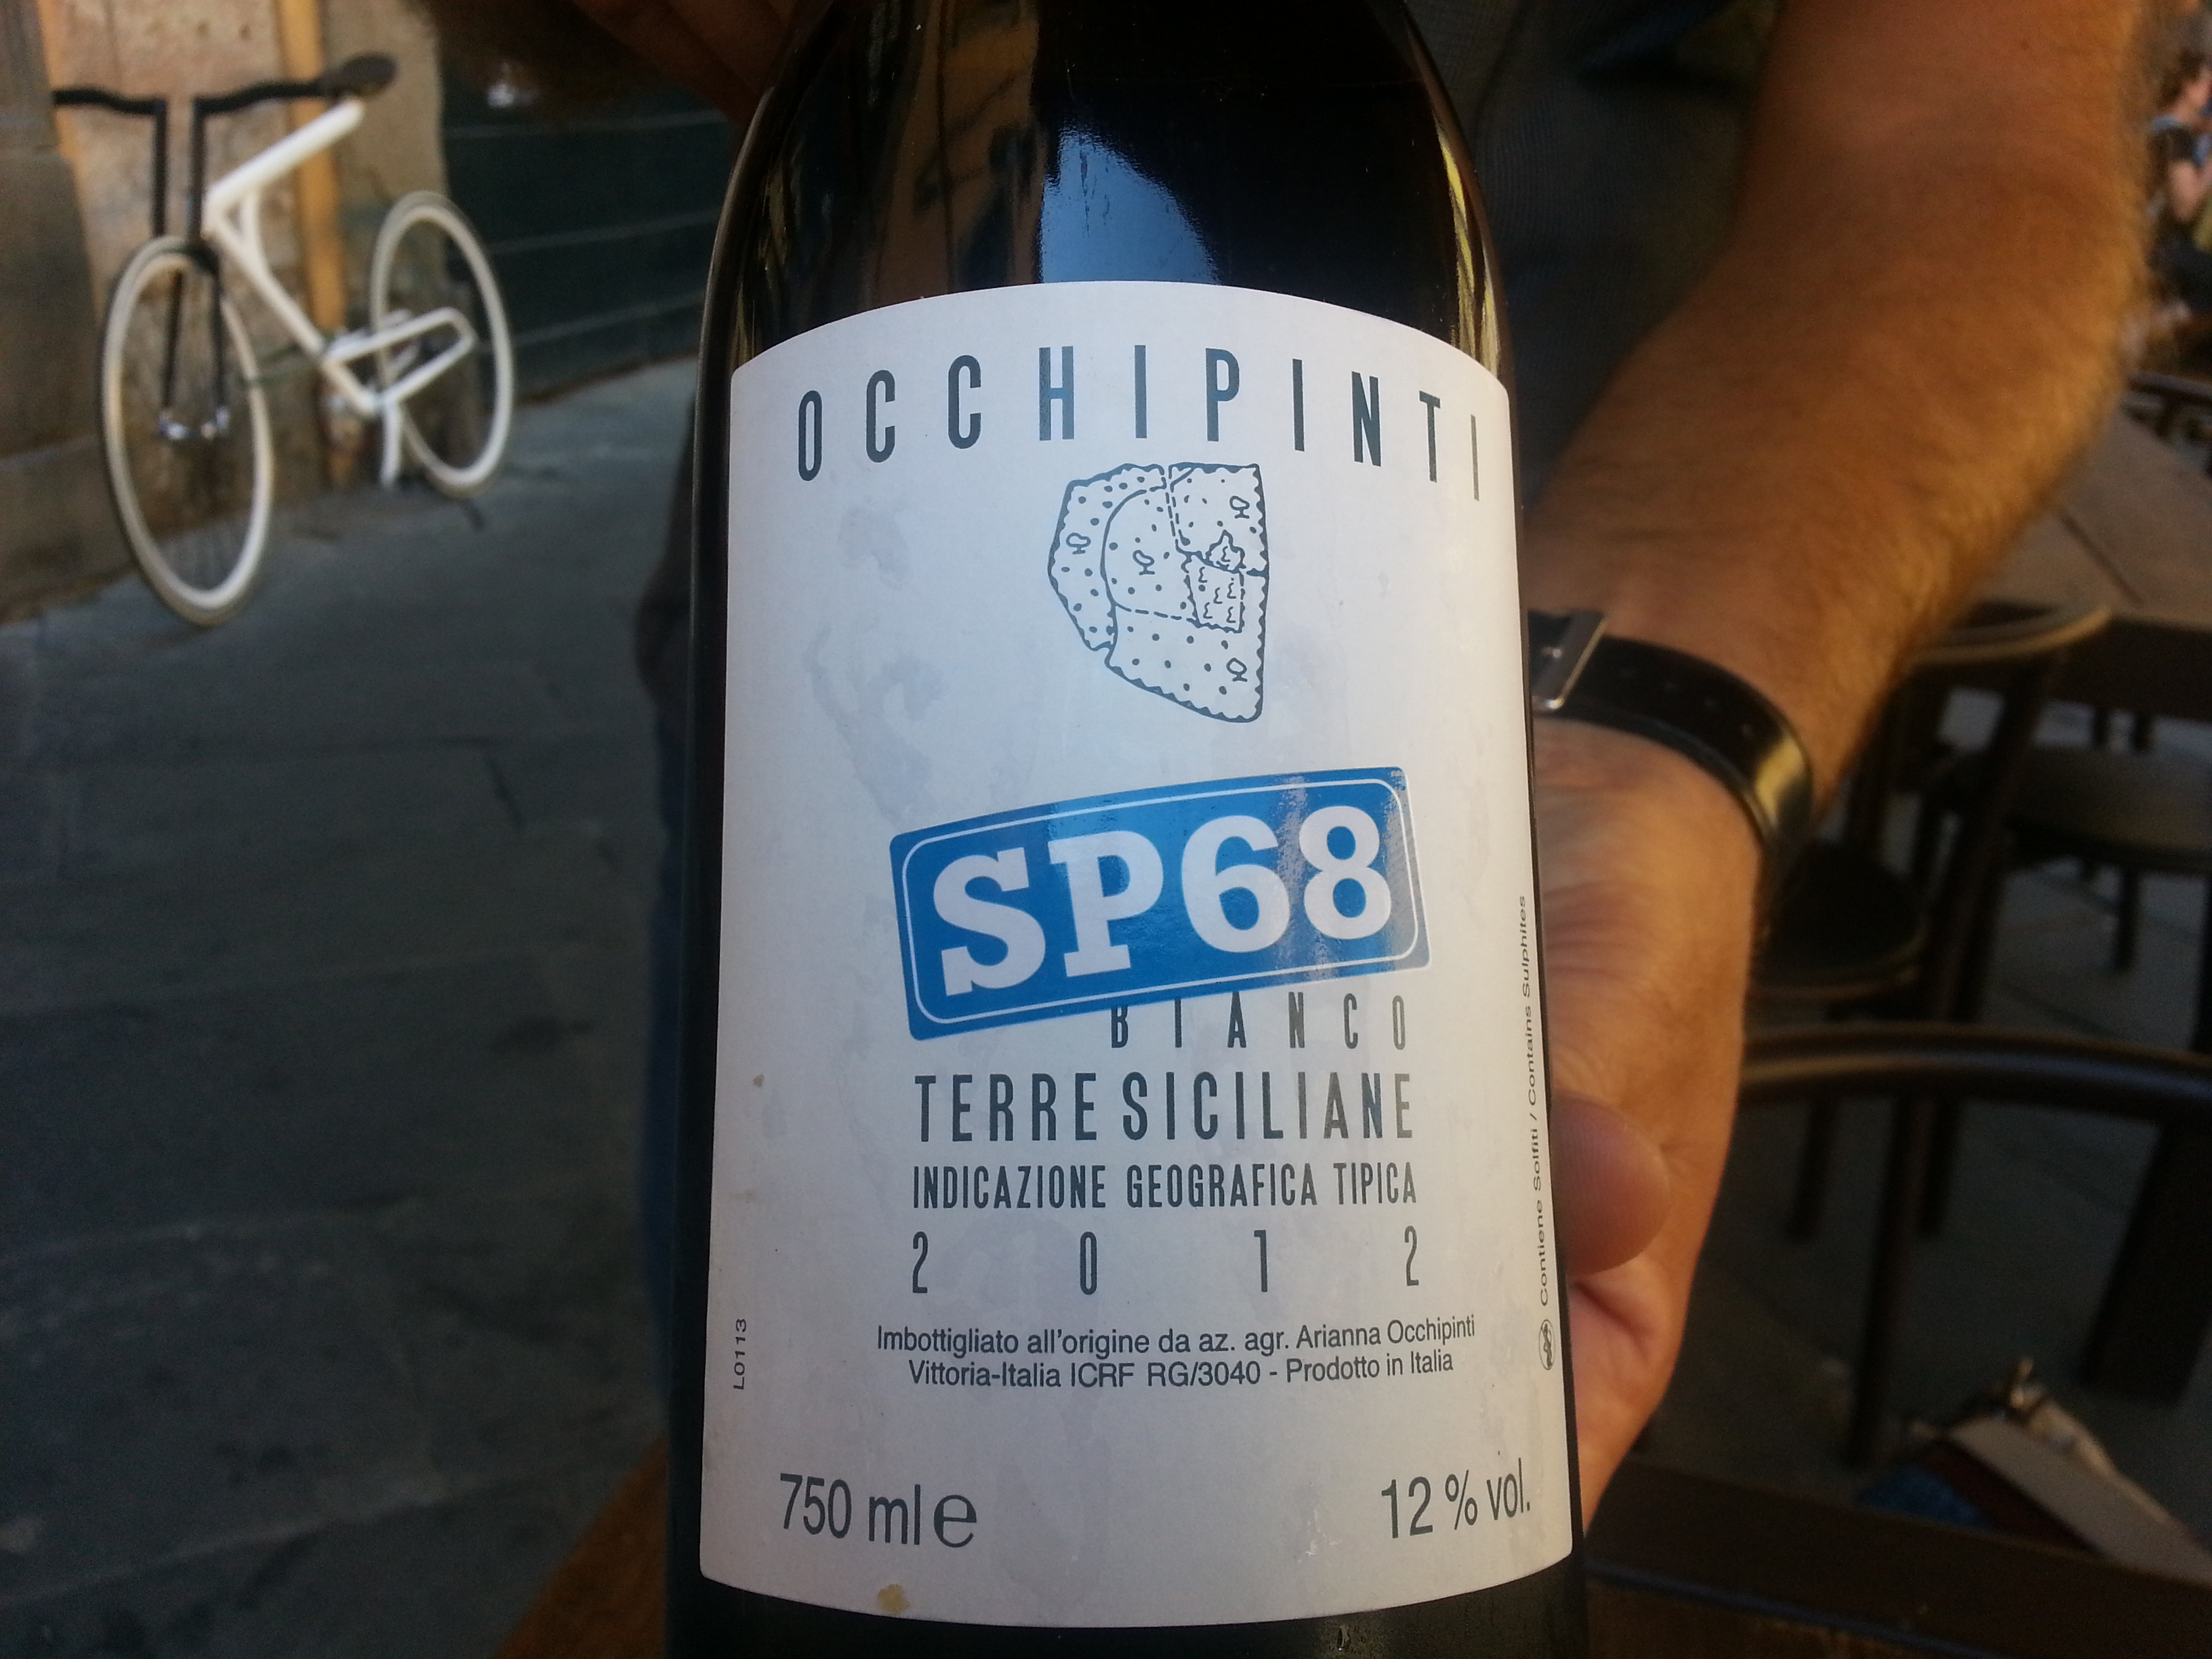 OCCHIPINTI
SP68
BIANCO
TERRE SICILIANE
INDICAZIONE GEOGRAFICA TIPICA
2012
Imbottigliato all'origine da az. agr. Arianna Occhipinti
Vittoria-Italia ICRF RG/3040 - Prodotto in Italia
750 ml e
12 % vol.
L0113
Contiene Solfiti / Contains Sulphites